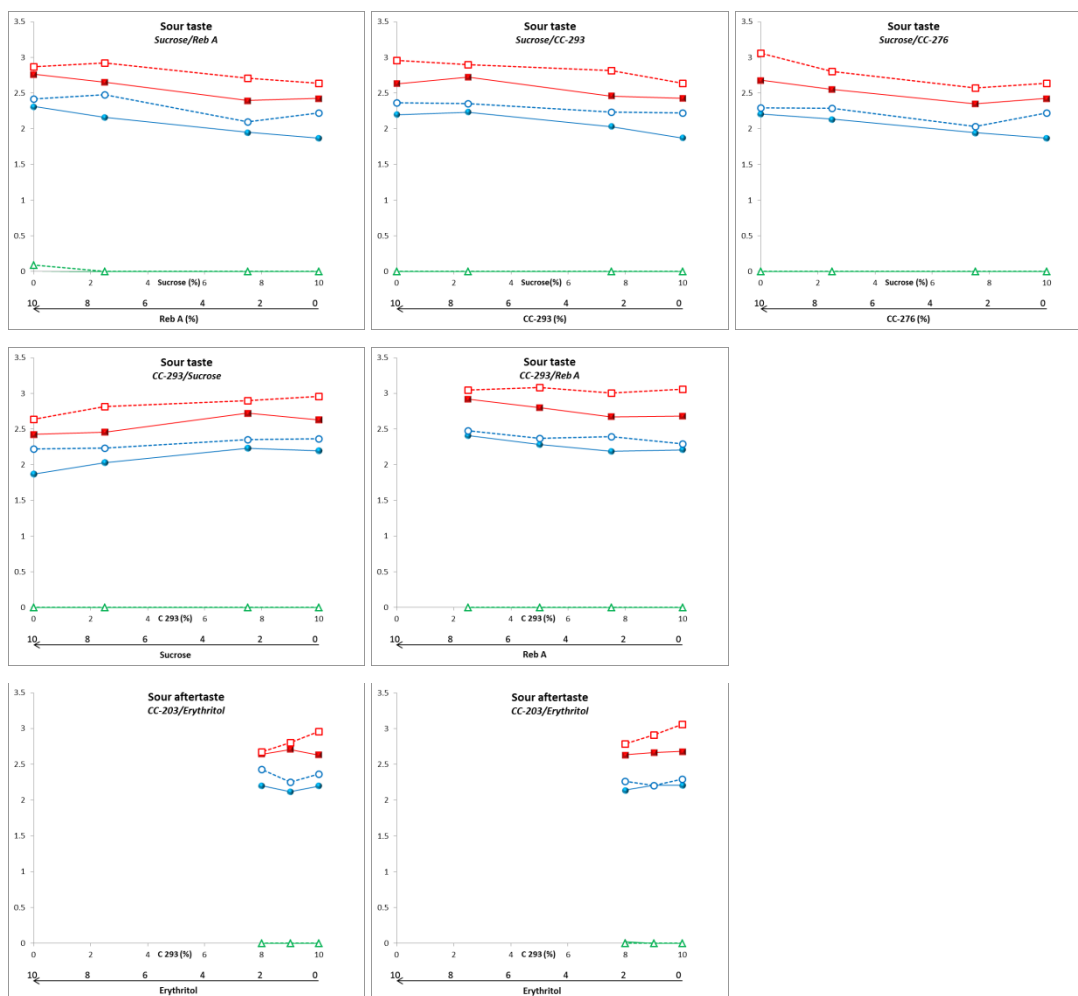 Sour taste
Sucrose/Reb A
3.5
3
2.5
2
1.5
1
0.5
0
0 2 4 Sucrose (%) 6 8 10
10 8 6 4 2 0
Reb A (%)
Sour taste
Sucrose/CC-293
3.5
3
2.5
2
1.5
1
0.5
0
0 2 4 Sucrose(%) 6 8 10
10 8 6 4 2 0
CC-293 (%)
Sour taste
Sucrose/CC-276
3.5
3
2.5
2
1.5
1
0.5
0
0 2 4 Sucrose (%) 6 8 10
10 8 6 4 2 0
CC-276 (%)
Sour taste
CC-293/Sucrose
3.5
3
2.5
2
1.5
1
0.5
0
0 2 4 C 293 (%) 6 8 10
10 8 6 4 2 0
Sucrose
Sour taste
CC-293/Reb A
3.5
3
2.5
2
1.5
1
0.5
0
0 2 4 C 293 (%) 6 8 10
10 8 6 4 2 0
Reb A
Sour aftertaste
CC-203/Erythritol
3.5
3
2.5
2
1.5
1
0.5
0
0 2 4 C 293 (%) 6 8 10
10 8 6 4 2 0
Erythritol
Sour aftertaste
CC-203/Erythritol
3.5
3
2.5
2
1.5
1
0.5
0
0 2 4 C 293 (%) 6 8 10
10 8 6 4 2 0
Erythritol